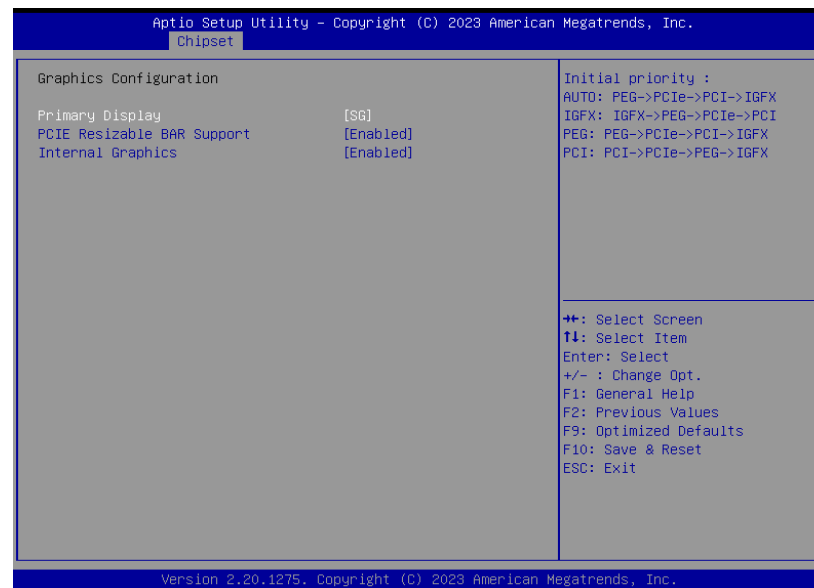 Aptio Setup Utility – Copyright (C) 2023 American Megatrends, Inc.
Chipset
Graphics Configuration
Primary Display [SG]
PCIE Resizable BAR Support [Enabled]
Internal Graphics [Enabled]
Initial priority :
AUTO: PEG->PCIe->PCI->IGFX
IGFX: IGFX->PEG->PCIe->PCI
PEG: PEG->PCIe->PCI->IGFX
PCI: PCI->PCIe->PEG->IGFX
→←: Select Screen
↑↓: Select Item
Enter: Select
+/- : Change Opt.
F1: General Help
F2: Previous Values
F9: Optimized Defaults
F10: Save & Reset
ESC: Exit
Version 2.20.1275. Copyright (C) 2023 American Megatrends, Inc.